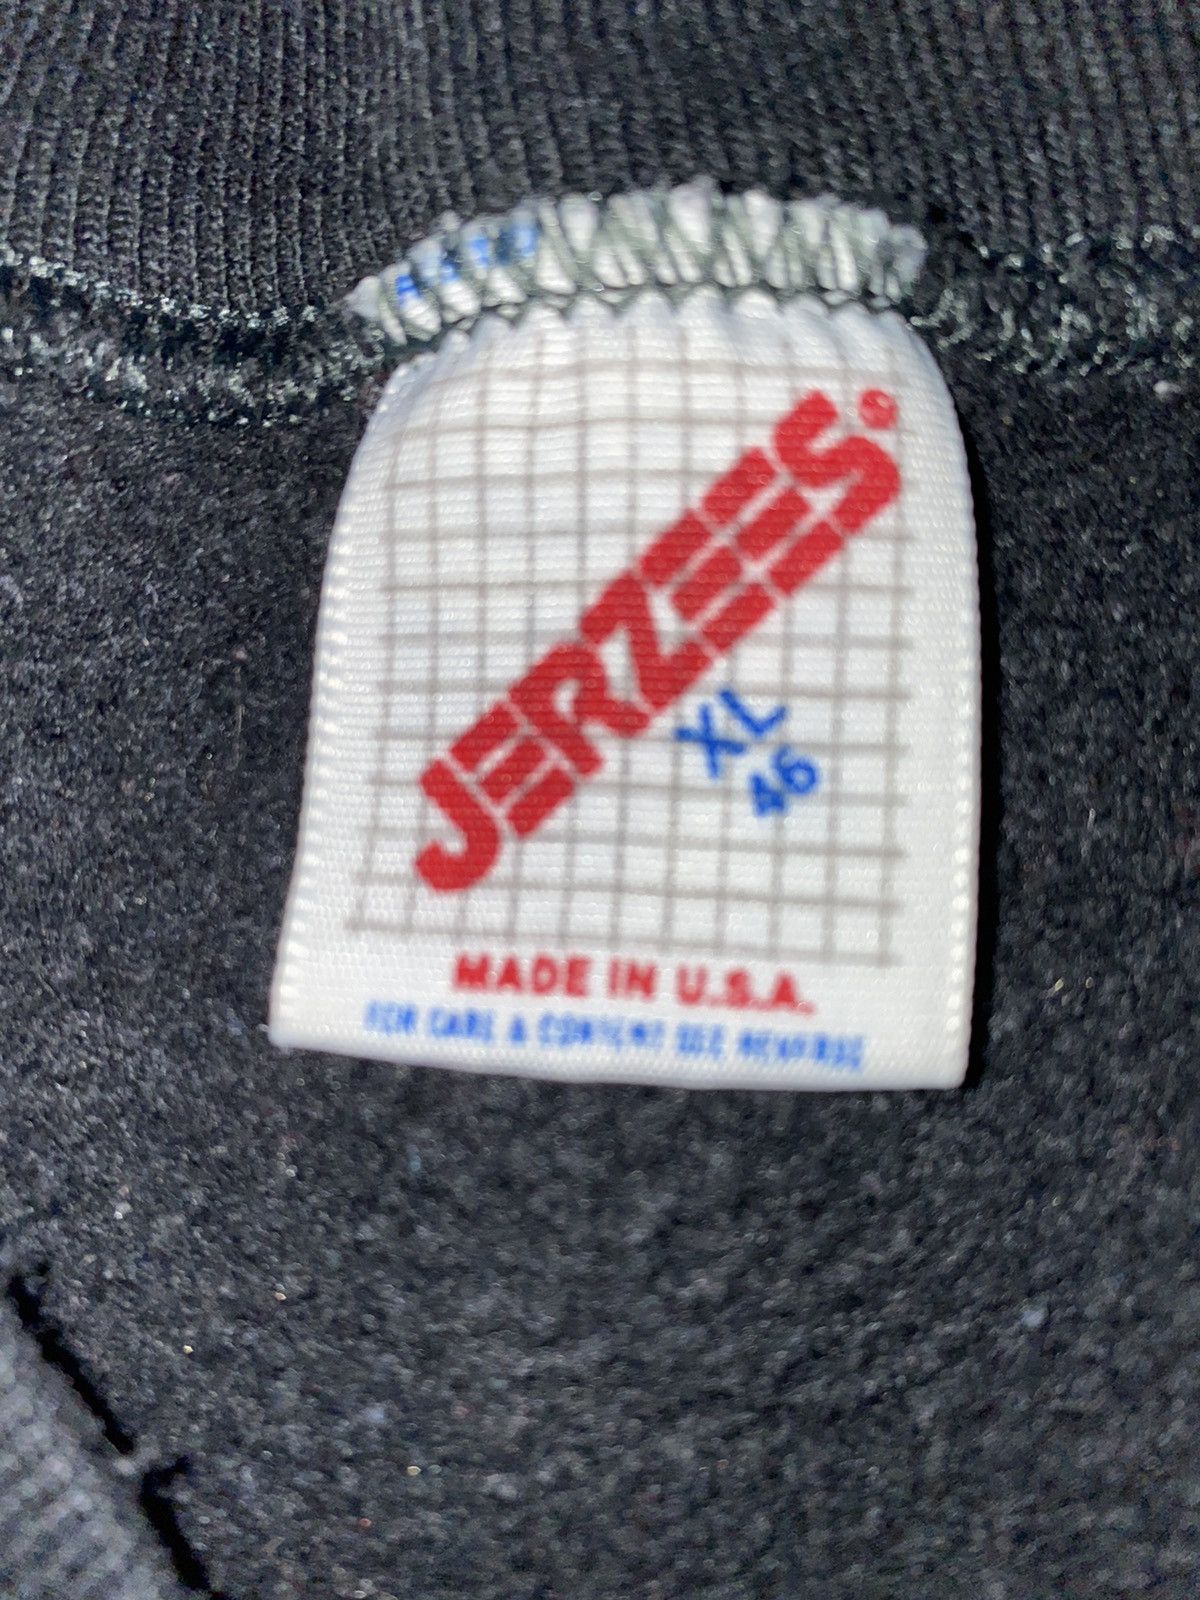 JERZEES®
XL
46
MADE IN U.S.A.
FOR CARE & CONTENT SEE REVERSE